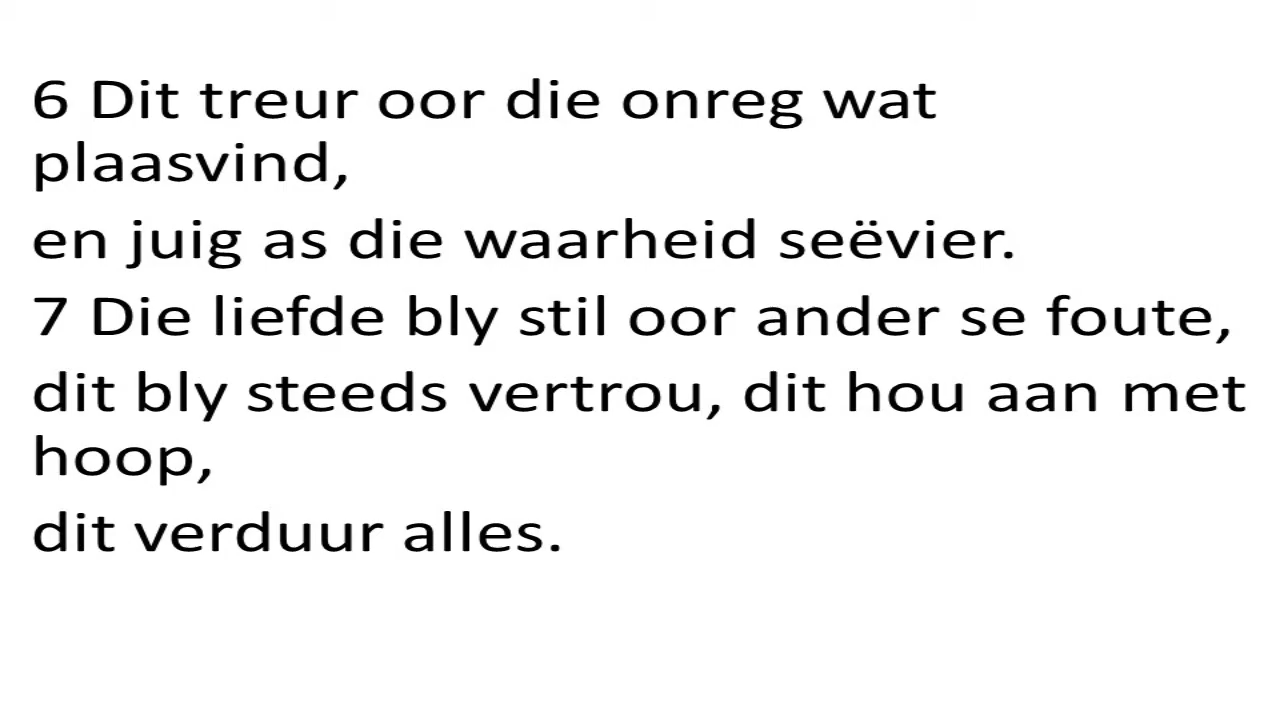 6 Dit treur oor die onreg wat
plaasvind,
en juig as die waarheid seëvier.
7 Die liefde bly stil oor ander se foute,
dit bly steeds vertrou, dit hou aan met
hoop,
dit verduur alles.